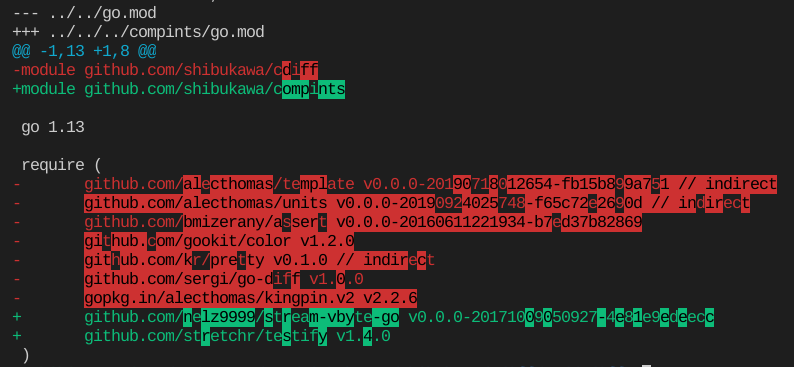 --- ../../go.mod
+++ ../../../compints/go.mod
@@ -1,13 +1,8 @@
-module github.com/shibukawa/cdiff
+module github.com/shibukawa/compints
go 1.13
require (
- github.com/alecthomas/template v0.0.0-20190718012654-fb15b899a751 // indirect
- github.com/alecthomas/units v0.0.0-20190924025748-f65c72e2690d // indirect
- github.com/bmizerany/assert v0.0.0-20160611221934-b7ed37b82869
- github.com/gookit/color v1.2.0
- github.com/kr/pretty v0.1.0 // indirect
- github.com/sergi/go-diff v1.0.0
- gopkg.in/alecthomas/kingpin.v2 v2.2.6
+ github.com/nelz9999/stream-vbyte-go v0.0.0-20171009050927-4e81e9edeecc
+ github.com/stretchr/testify v1.4.0
)